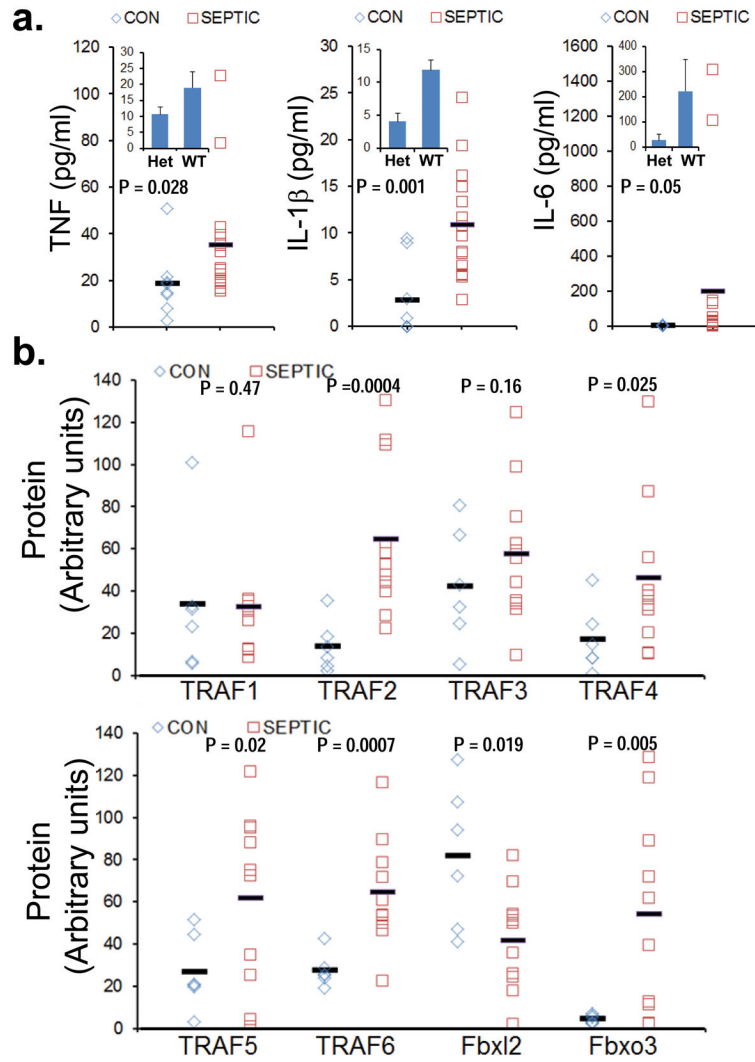 a.
CON SEPTIC
CON SEPTIC
CON SEPTIC
TNF (pg/ml)
120
100
80
60
40
20
0
30
25
20
15
10
5
0
Het WT
P = 0.028
IL-1β (pg/ml)
30
25
20
15
10
5
0
15
10
5
0
Het WT
P = 0.001
IL-6 (pg/ml)
1600
1400
1200
1000
800
600
400
200
0
400
300
200
100
0
Het WT
P = 0.05
b.
CON SEPTIC
P = 0.47 P =0.0004 P = 0.16 P = 0.025
Protein
(Arbitrary units)
140
120
100
80
60
40
20
0
TRAF1 TRAF2 TRAF3 TRAF4
CON SEPTIC
P = 0.02 P = 0.0007 P = 0.019 P = 0.005
Protein
(Arbitrary units)
140
120
100
80
60
40
20
0
TRAF5 TRAF6 Fbxl2 Fbxo3